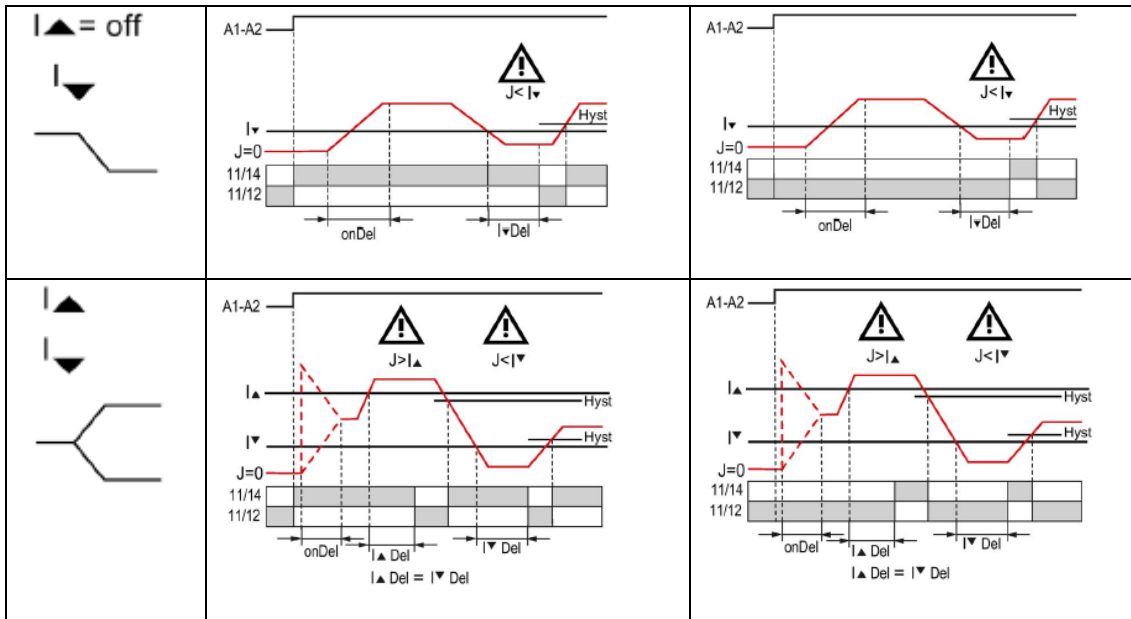 I▲= off
I▼
A1-A2
J< I▼
Hyst
I▼
J=0
11/14
11/12
onDel
I▼Del
A1-A2
J< I▼
Hyst
I▼
J=0
11/14
11/12
onDel
I▼Del
I▲
I▼
A1-A2
J>I▲
J<I▼
I▲
Hyst
I▼
Hyst
J=0
11/14
11/12
onDel
I▲ Del
I▼ Del
I▲ Del = I▼ Del
A1-A2
J>I▲
J<I▼
I▲
Hyst
I▼
Hyst
J=0
11/14
11/12
onDel
I▲ Del
I▼ Del
I▲ Del = I▼ Del